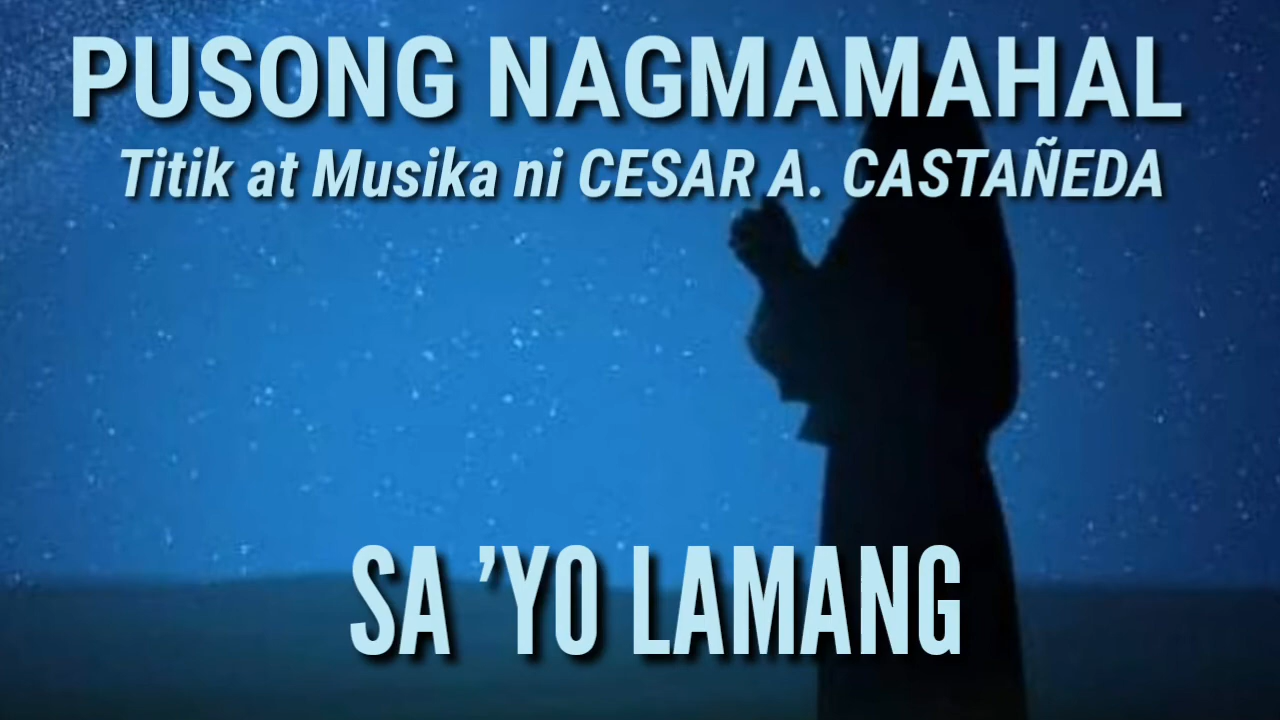 PUSONG NAGMAMAHAL
Titik at Musika ni CESAR A. CASTAÑEDA
SA ’YO LAMANG